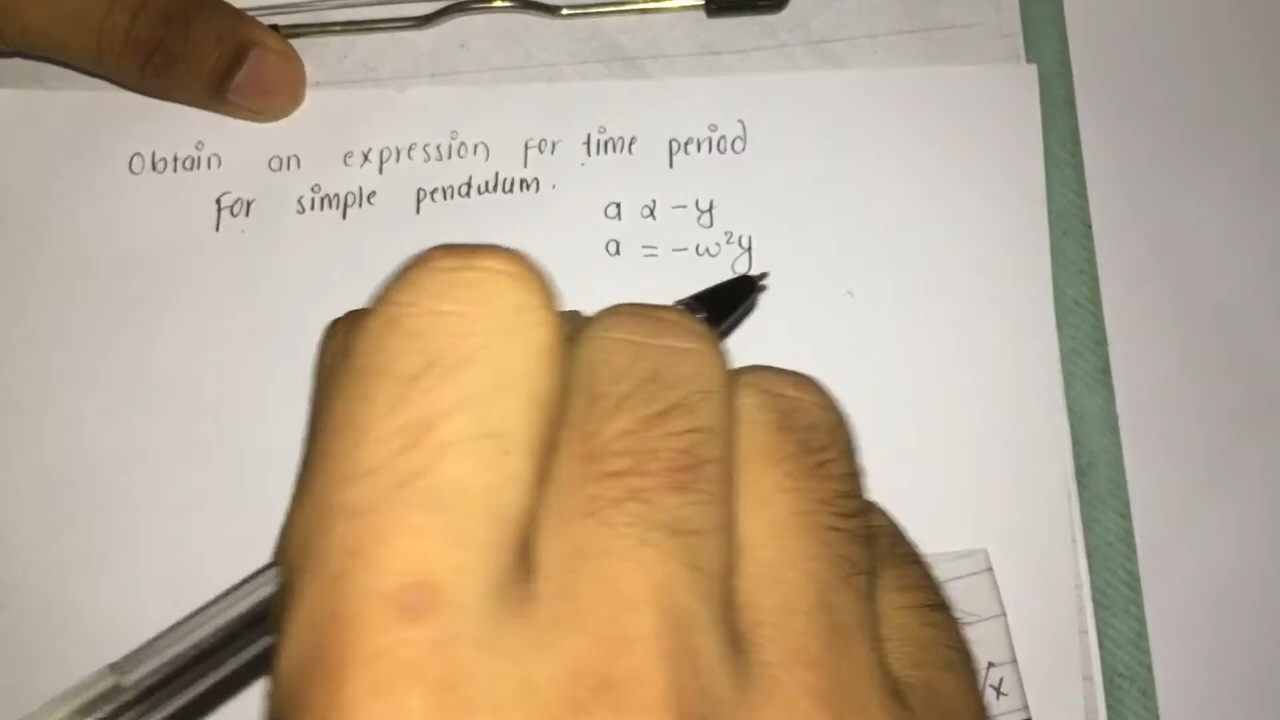 Obtain an expression for time period
For simple pendulum.
a α -y
a = -ω²y
√x